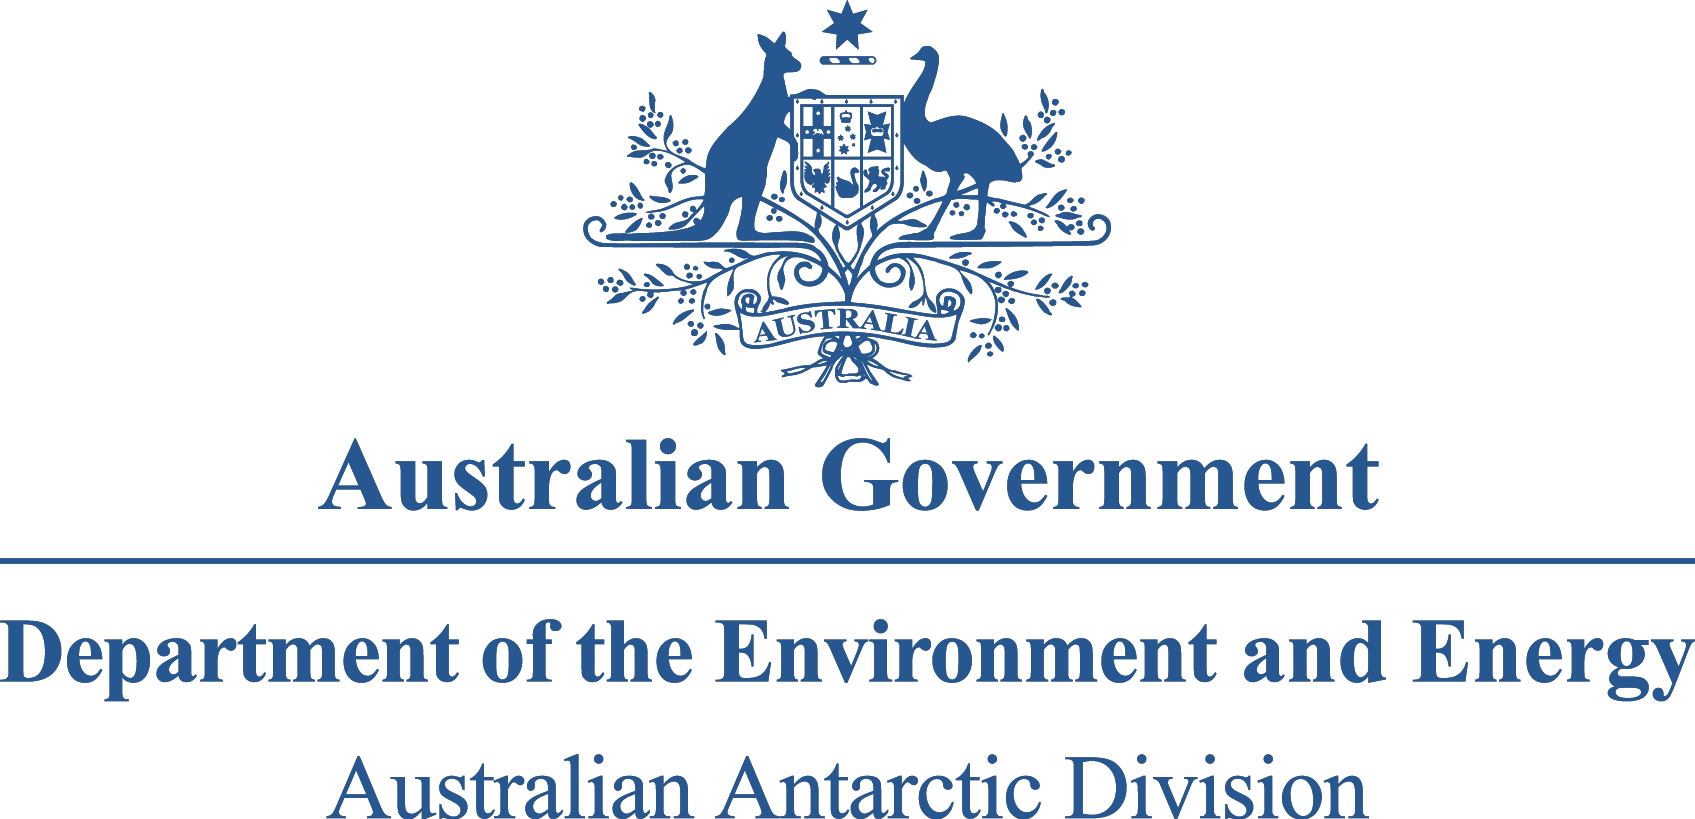 AUSTRALIA
Australian Government
Department of the Environment and Energy
Australian Antarctic Division